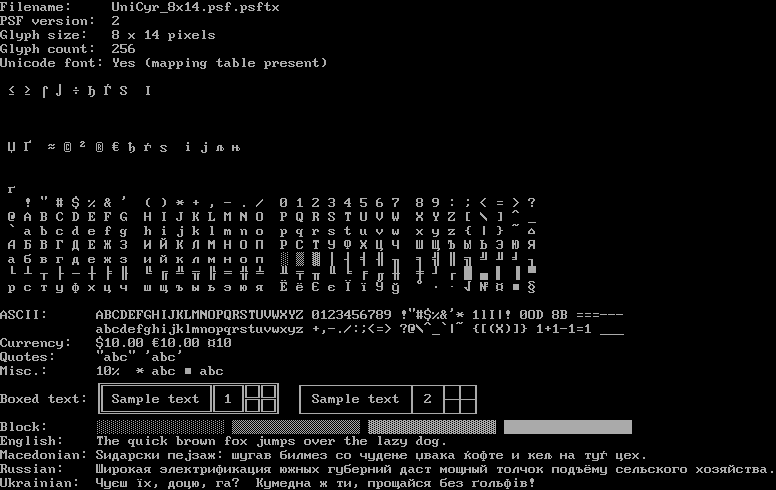 Filename:     UniCyr_8x14.psf.psftx
PSF version:  2
Glyph size:   8 x 14 pixels
Glyph count:  256
Unicode font: Yes (mapping table present)
≤ ≥ ⌠ ⌡ ÷ Ђ Ѓ Ѕ   І
Џ Ґ   ≈ © ² ® € ђ ѓ ѕ   і ј љ њ
ґ
! " # $ % & '   ( ) * + , - . /   0 1 2 3 4 5 6 7   8 9 : ; < = > ?
@ A B C D E F G   H I J K L M N O   P Q R S T U V W   X Y Z [ \ ] ^ _
` a b c d e f g   h i j k l m n o   p q r s t u v w   x y z { | } ~ ⌂
А Б В Г Д Е Ж З   И Й К Л М Н О П   Р С Т У Ф Х Ц Ч   Ш Щ Ъ Ы Ь Э Ю Я
а б в г д е ж з   и й к л м н о п   ░ ▒ ▓ │ ┤ ╡ ╢ ╖   ╕ ╣ ║ ╗ ╝ ╜ ╛ ┐
└ ┴ ┬ ├ ─ ┼ ╞ ╟   ╚ ╔ ╩ ╦ ╠ ═ ╬ ╧   ╨ ╤ ╥ ╙ ╘ ╒ ╓ ╫   ╪ ┘ ┌ █ ▄ ▌ ▐ ▀
р с т у ф х ц ч   ш щ ъ ы ь э ю я   Ё ё Є є Ї ї Ў ў   ° ∙ · √ № ¤ ■ §
ASCII:        ABCDEFGHIJKLMNOPQRSTUVWXYZ 0123456789 !"#$%&'* 1lI|! 0OD 8B ===---
abcdefghijklmnopqrstuvwxyz +,-./:;<=> ?@\^_`|~ {[(X)]} 1+1-1=1 ___
Currency:     $10.00 €10.00 ¤10
Quotes:       "abc" 'abc'
Misc.:        10%  * abc ■ abc
Boxed text:   Sample text   1   Sample text   2
Block:
English:      The quick brown fox jumps over the lazy dog.
Macedonian: Ѕидарски пејзаж: шугав билмез со чудење џвака ќофте и кељ на туѓ цех.
Russian:      Широкая электрификация южных губерний даст мощный толчок подъёму сельского хозяйства.
Ukrainian:  Чуєш їх, доцю, га?  Кумедна ж ти, прощайся без ґольфів!